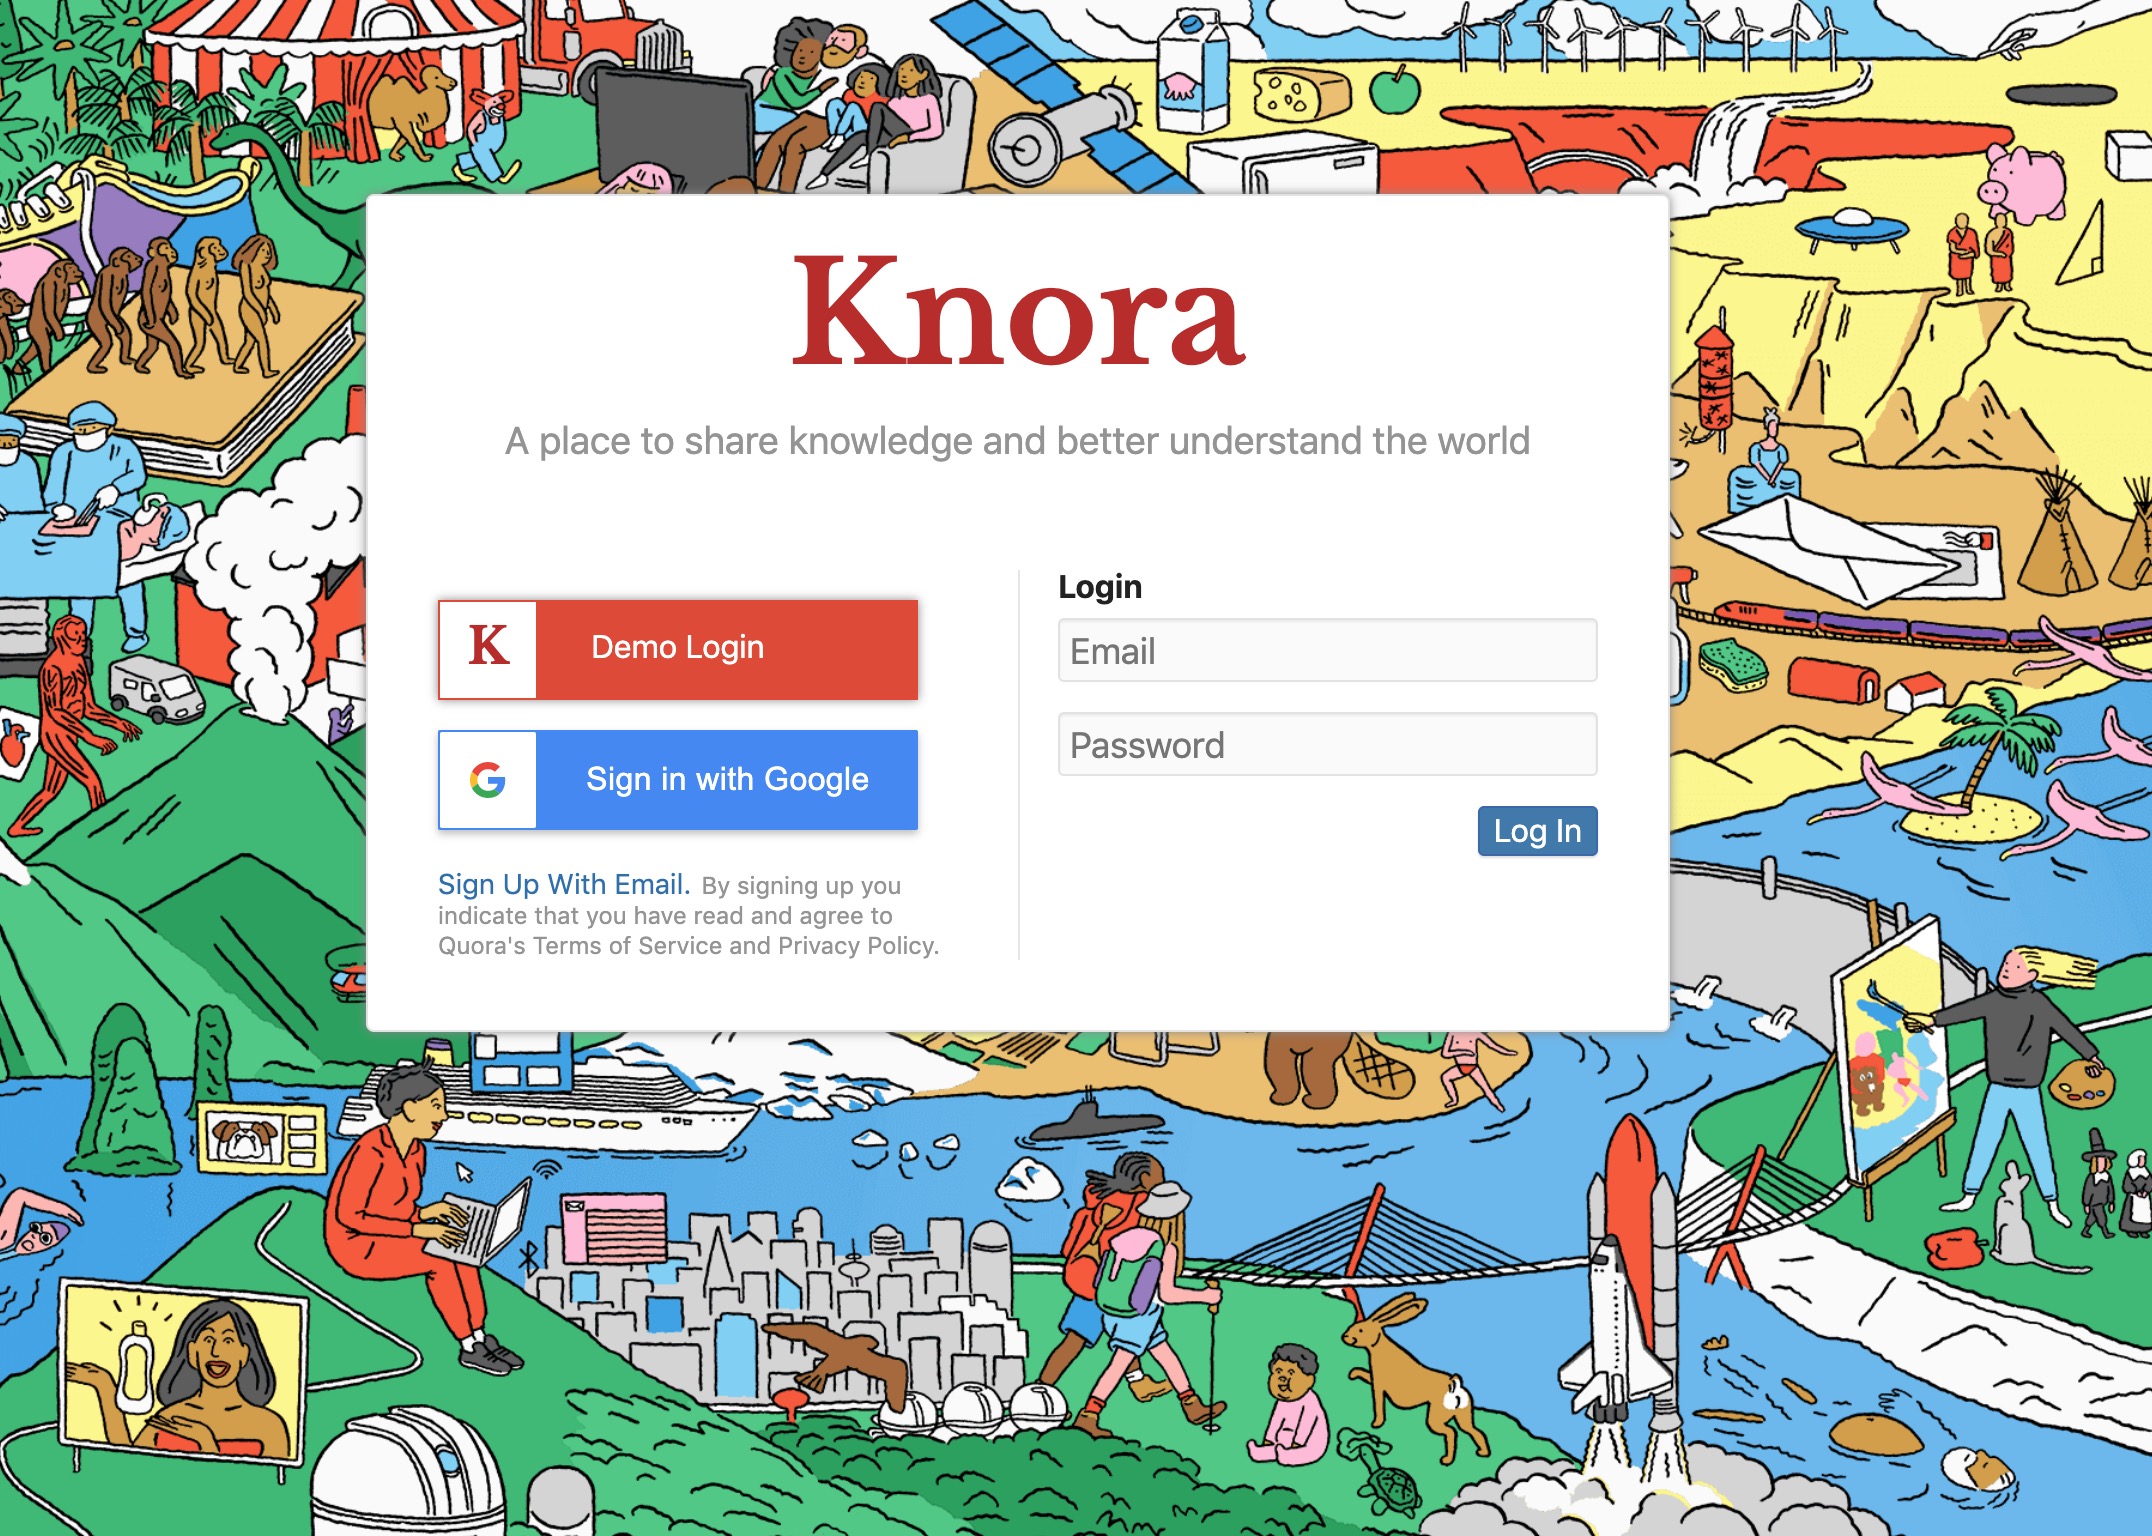 Knora
A place to share knowledge and better understand the world
K
Demo Login
G
Sign in with Google
Sign Up With Email. By signing up you
indicate that you have read and agree to
Quora's Terms of Service and Privacy Policy.
Login
Email
Password
Log In